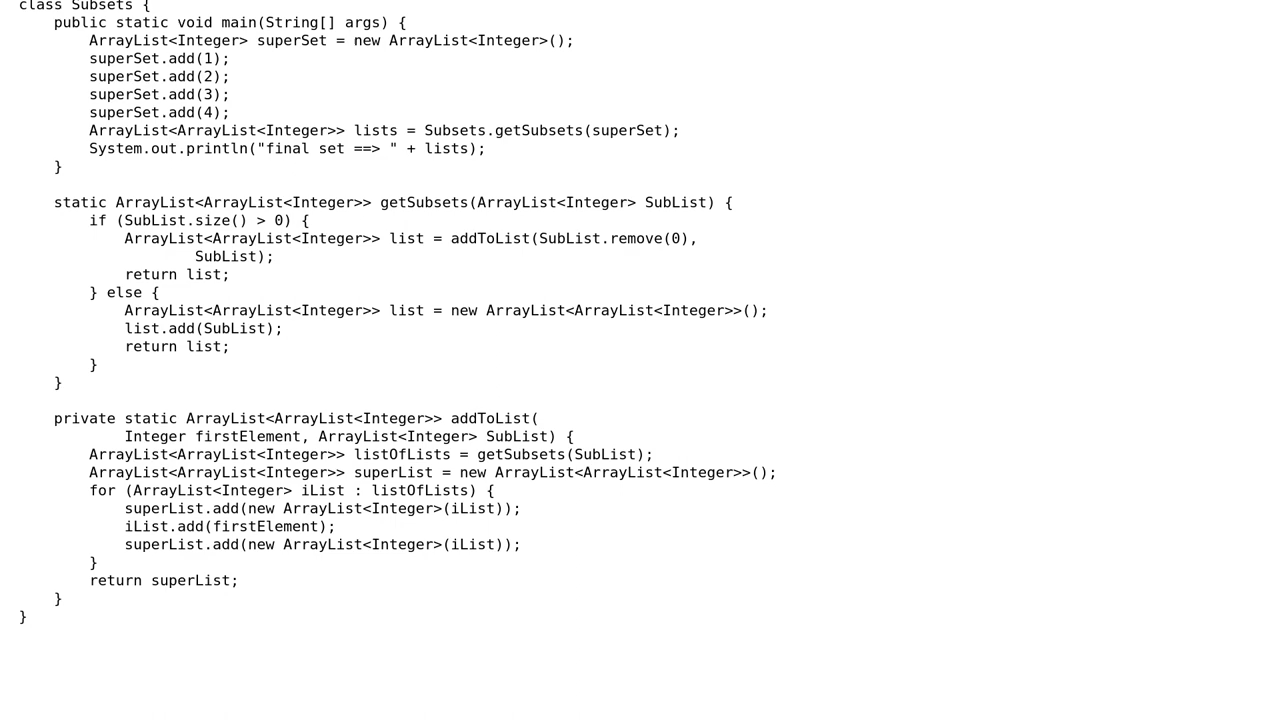 class Subsets {
    public static void main(String[] args) {
        ArrayList<Integer> superSet = new ArrayList<Integer>();
        superSet.add(1);
        superSet.add(2);
        superSet.add(3);
        superSet.add(4);
        ArrayList<ArrayList<Integer>> lists = Subsets.getSubsets(superSet);
        System.out.println("final set ==> " + lists);
    }

    static ArrayList<ArrayList<Integer>> getSubsets(ArrayList<Integer> SubList) {
        if (SubList.size() > 0) {
            ArrayList<ArrayList<Integer>> list = addToList(SubList.remove(0),
                    SubList);
            return list;
        } else {
            ArrayList<ArrayList<Integer>> list = new ArrayList<ArrayList<Integer>>();
            list.add(SubList);
            return list;
        }
    }

    private static ArrayList<ArrayList<Integer>> addToList(
            Integer firstElement, ArrayList<Integer> SubList) {
        ArrayList<ArrayList<Integer>> listOfLists = getSubsets(SubList);
        ArrayList<ArrayList<Integer>> superList = new ArrayList<ArrayList<Integer>>();
        for (ArrayList<Integer> iList : listOfLists) {
            superList.add(new ArrayList<Integer>(iList));
            iList.add(firstElement);
            superList.add(new ArrayList<Integer>(iList));
        }
        return superList;
    }
}